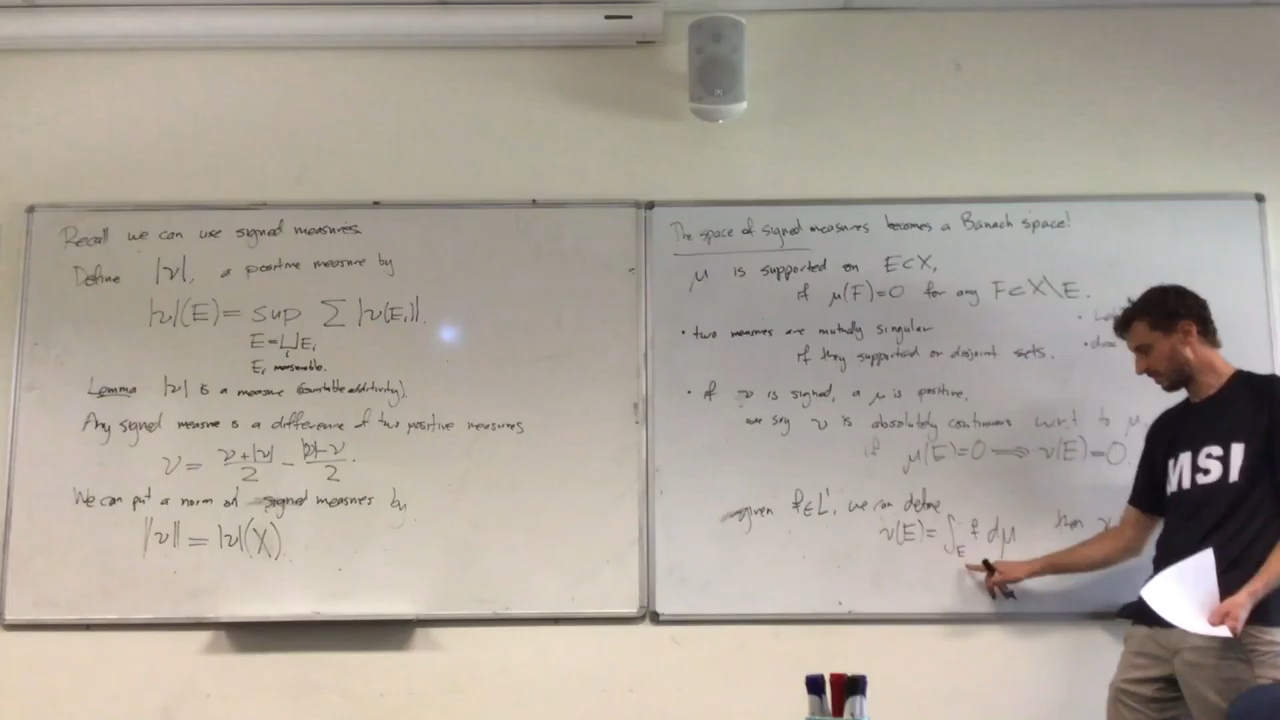 Recall we can use signed measures.
Define |ν|, a positive measure by
|ν|(E) = sup ∑ |ν(E_i)|.
E = ⊔_i E_i
E_i measurable.
Lemma |ν| is a measure (countable additivity).
Any signed measure is a difference of two positive measures
ν = (ν+|ν|)/2 - (|ν|-ν)/2.
We can put a norm on signed measures by
||ν|| = |ν|(X).
The space of signed measures becomes a Banach space!
μ is supported on E⊂X,
if μ(F)=0 for any F⊂X\E.
• two measures are mutually singular
if they supported on disjoint sets.
• if ν is signed, a μ is positive,
we say ν is absolutely continuous w.r.t to μ
if μ(E)=0 ⟹ ν(E)=0.
given f∈L¹, we can define
ν(E) = ∫_E f dμ then ν
MSI